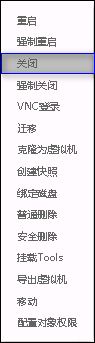 重启
强制重启
关闭
强制关闭
VNC登录
迁移
克隆为虚拟机
创建快照
绑定磁盘
普通删除
安全删除
挂载Tools
导出虚拟机
移动
配置对象权限